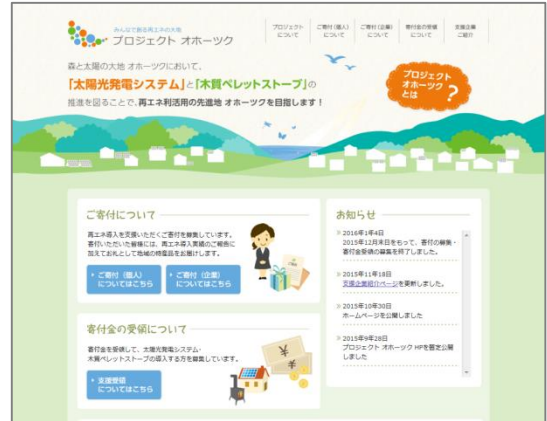 みんなで創る再エネの大地
プロジェクト オホーツク
プロジェクト
について
ご寄付（個人）
について
ご寄付（企業）
について
寄付金の受領
について
支援企業
ご紹介
森と太陽の大地 オホーツクにおいて、
「太陽光発電システム」と「木質ペレットストーブ」の
推進を図ることで、再エネ利活用の先進地 オホーツクを目指します！
プロジェクト
オホーツク
とは ?
ご寄付について
再エネ導入を支援いただくご寄付を募集しています。
寄付いただいた皆様には、再エネ導入実績のご報告に
加えてお礼として地域の特産品をお届けします。
ご寄付（個人）
についてはこちら
ご寄付（企業）
についてはこちら
寄付金の受領について
寄付金を受領して、太陽光発電システム・
木質ペレットストーブの導入する方を募集しています。
支援受領
についてはこちら
お知らせ
2016年1月4日
2015年12月末日をもって、寄付の募集・
寄付金受領の募集を終了しました。
2015年11月18日
支援企業紹介ページを更新しました。
2015年10月30日
ホームページを公開しました
2015年9月28日
プロジェクト オホーツク HPを暫定公開
しました